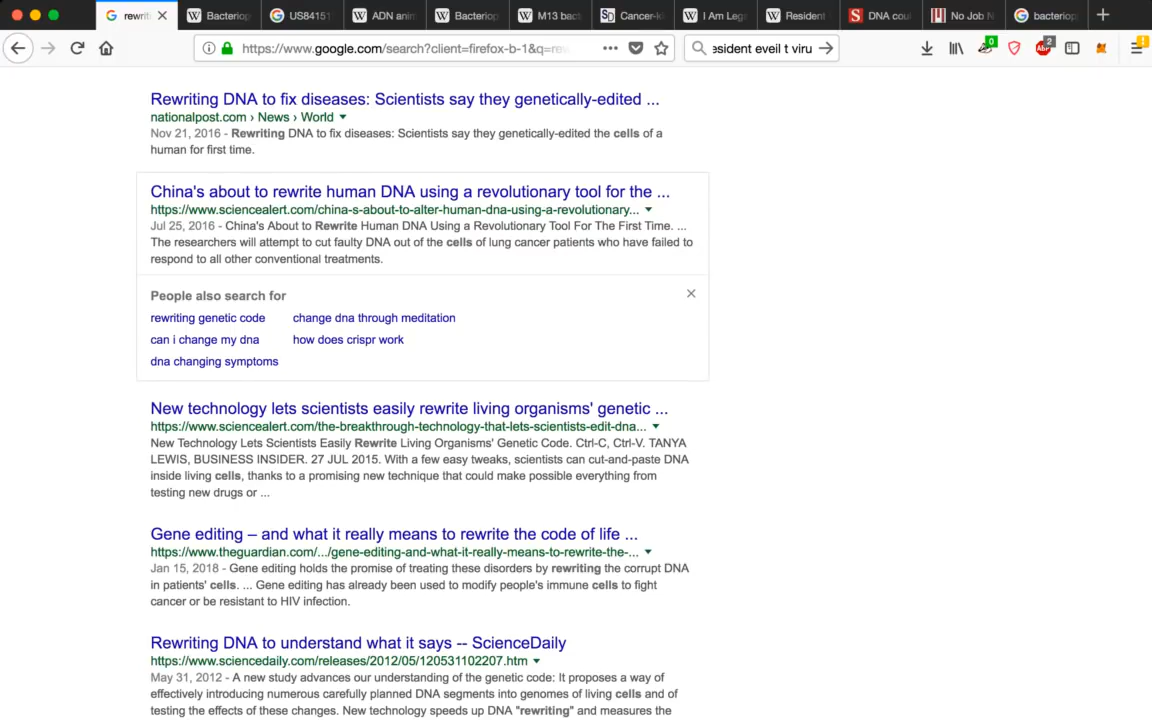 rewriti
Bacteriop
US84151
ADN anim
Bacteriop
M13 bact
Cancer-ki
I Am Leg
Resident
DNA coul
No Job N
bacteriop
https://www.google.com/search?client=firefox-b-1&q=rew
esident eveil t viru
0
2
Rewriting DNA to fix diseases: Scientists say they genetically-edited ...
nationalpost.com › News › World
Nov 21, 2016 - Rewriting DNA to fix diseases: Scientists say they genetically-edited the cells of a
human for first time.
China's about to rewrite human DNA using a revolutionary tool for the ...
https://www.sciencealert.com/china-s-about-to-alter-human-dna-using-a-revolutionary...
Jul 25, 2016 - China's About to Rewrite Human DNA Using a Revolutionary Tool For The First Time. ...
The researchers will attempt to cut faulty DNA out of the cells of lung cancer patients who have failed to
respond to all other conventional treatments.
People also search for
rewriting genetic code change dna through meditation
can i change my dna how does crispr work
dna changing symptoms
New technology lets scientists easily rewrite living organisms' genetic ...
https://www.sciencealert.com/the-breakthrough-technology-that-lets-scientists-edit-dna...
New Technology Lets Scientists Easily Rewrite Living Organisms' Genetic Code. Ctrl-C, Ctrl-V. TANYA
LEWIS, BUSINESS INSIDER. 27 JUL 2015. With a few easy tweaks, scientists can cut-and-paste DNA
inside living cells, thanks to a promising new technique that could make possible everything from
testing new drugs or ...
Gene editing – and what it really means to rewrite the code of life ...
https://www.theguardian.com/.../gene-editing-and-what-it-really-means-to-rewrite-the-...
Jan 15, 2018 - Gene editing holds the promise of treating these disorders by rewriting the corrupt DNA
in patients' cells. ... Gene editing has already been used to modify people's immune cells to fight
cancer or be resistant to HIV infection.
Rewriting DNA to understand what it says -- ScienceDaily
https://www.sciencedaily.com/releases/2012/05/120531102207.htm
May 31, 2012 - A new study advances our understanding of the genetic code: It proposes a way of
effectively introducing numerous carefully planned DNA segments into genomes of living cells and of
testing the effects of these changes. New technology speeds up DNA "rewriting" and measures the